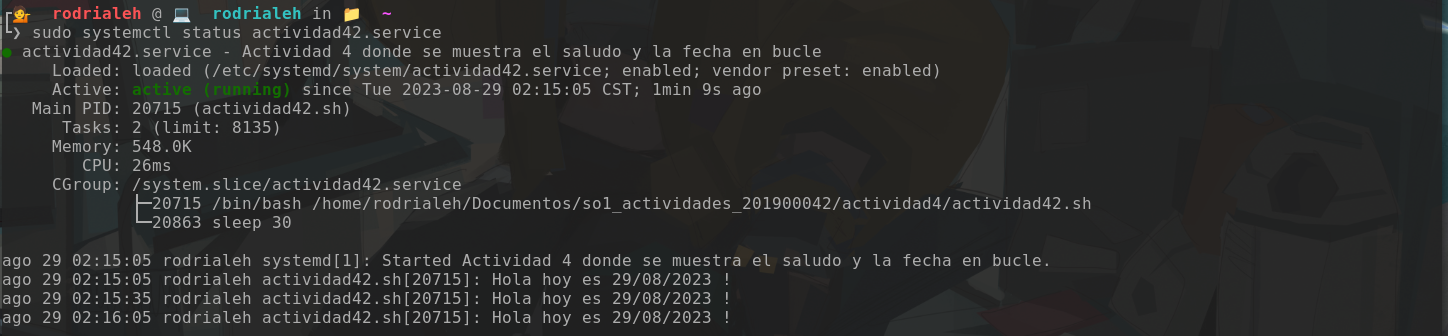 rodrialeh @ rodrialeh in ~
❯ sudo systemctl status actividad42.service
● actividad42.service - Actividad 4 donde se muestra el saludo y la fecha en bucle
Loaded: loaded (/etc/systemd/system/actividad42.service; enabled; vendor preset: enabled)
Active: active (running) since Tue 2023-08-29 02:15:05 CST; 1min 9s ago
Main PID: 20715 (actividad42.sh)
Tasks: 2 (limit: 8135)
Memory: 548.0K
CPU: 26ms
CGroup: /system.slice/actividad42.service
├─20715 /bin/bash /home/rodrialeh/Documentos/so1_actividades_201900042/actividad4/actividad42.sh
└─20863 sleep 30
ago 29 02:15:05 rodrialeh systemd[1]: Started Actividad 4 donde se muestra el saludo y la fecha en bucle.
ago 29 02:15:05 rodrialeh actividad42.sh[20715]: Hola hoy es 29/08/2023 !
ago 29 02:15:35 rodrialeh actividad42.sh[20715]: Hola hoy es 29/08/2023 !
ago 29 02:16:05 rodrialeh actividad42.sh[20715]: Hola hoy es 29/08/2023 !